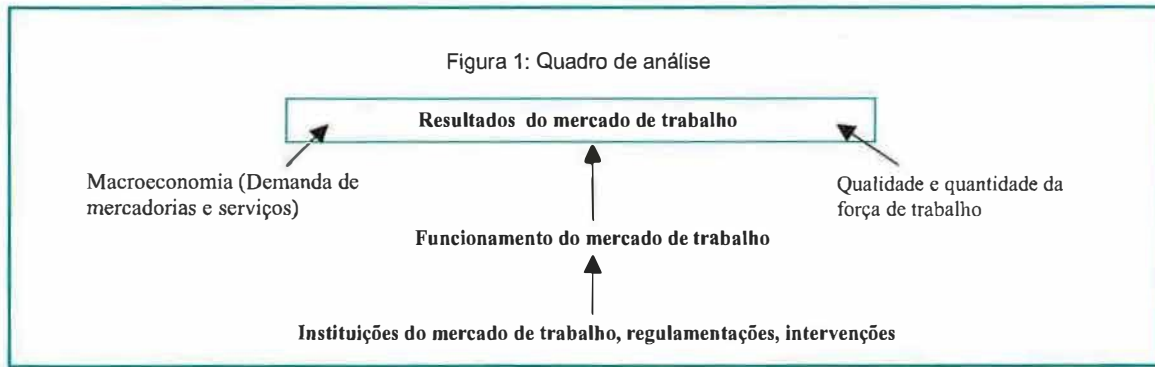 Figura 1: Quadro de análise
Resultados do mercado de trabalho
Macroeconomia (Demanda de
mercadorias e serviços)
Qualidade e quantidade da
força de trabalho
Funcionamento do mercado de trabalho
Instituições do mercado de trabalho, regulamentações, intervenções